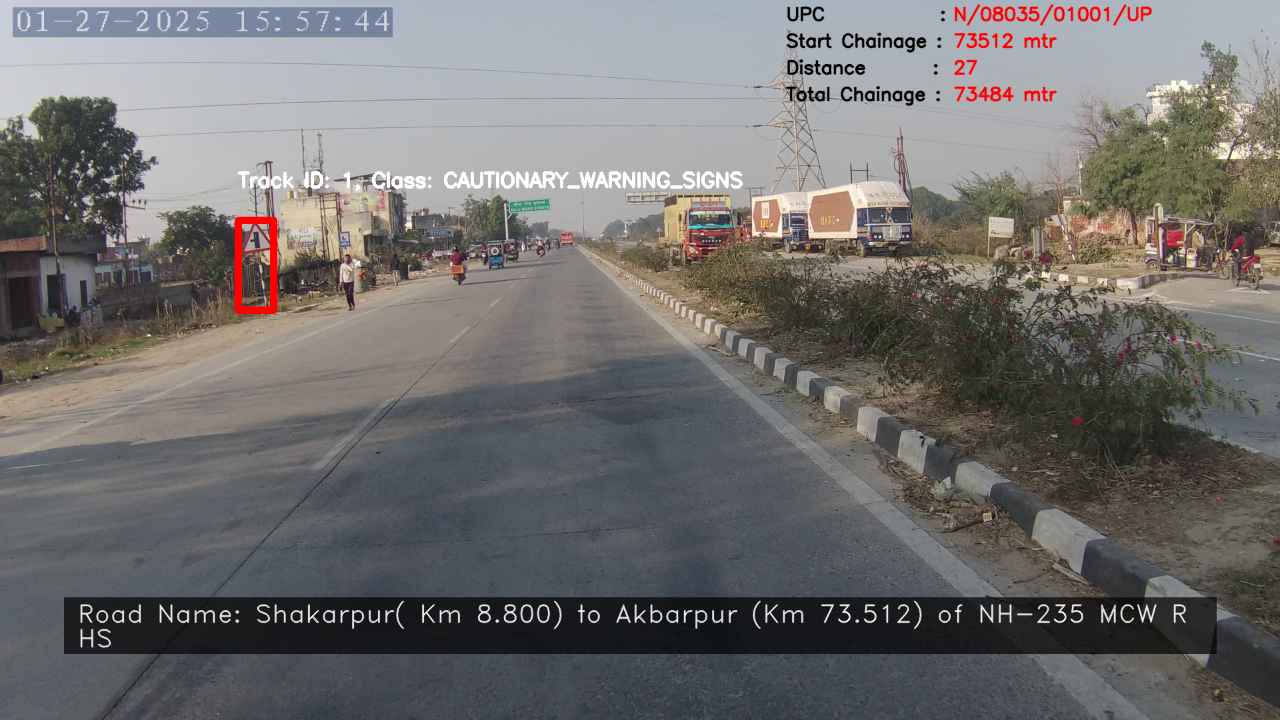 01-27-2025 15:57:44
UPC : N/08035/01001/UP
Start Chainage : 73512 mtr
Distance : 27
Total Chainage : 73484 mtr
Track ID: 1, Class: CAUTIONARY_WARNING_SIGNS
Road Name: Shakarpur( Km 8.800) to Akbarpur (Km 73.512) of NH-235 MCW R
HS